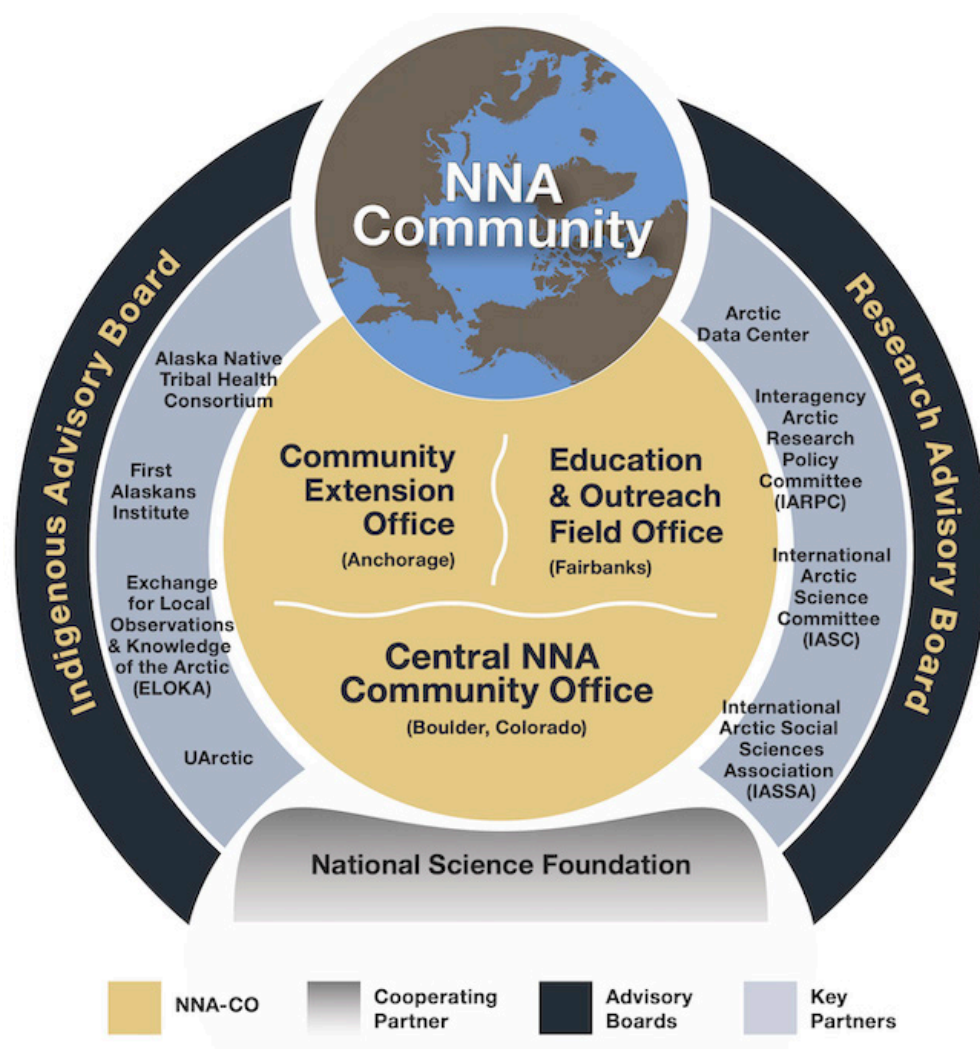 NNA
Community
Indigenous Advisory Board
Research Advisory Board
Alaska Native
Tribal Health
Consortium
First
Alaskans
Institute
Exchange
for Local
Observations
& Knowledge
of the Arctic
(ELOKA)
UArctic
Community
Extension
Office
(Anchorage)
Education
& Outreach
Field Office
(Fairbanks)
Central NNA
Community Office
(Boulder, Colorado)
Arctic
Data Center
Interagency
Arctic
Research
Policy
Committee
(IARPC)
International
Arctic
Science
Committee
(IASC)
International
Arctic Social
Sciences
Association
(IASSA)
National Science Foundation
NNA-CO
Cooperating
Partner
Advisory
Boards
Key
Partners